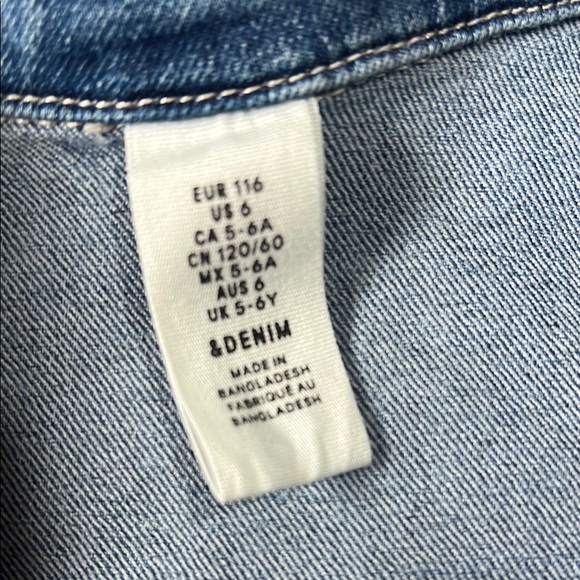 EUR 116
US 6
CA 5-6A
CN 120/60
MX 5-6A
AUS 6
UK 5-6Y
&DENIM
MADE IN
BANGLADESH
FABRIQUÉ AU
BANGLADESH